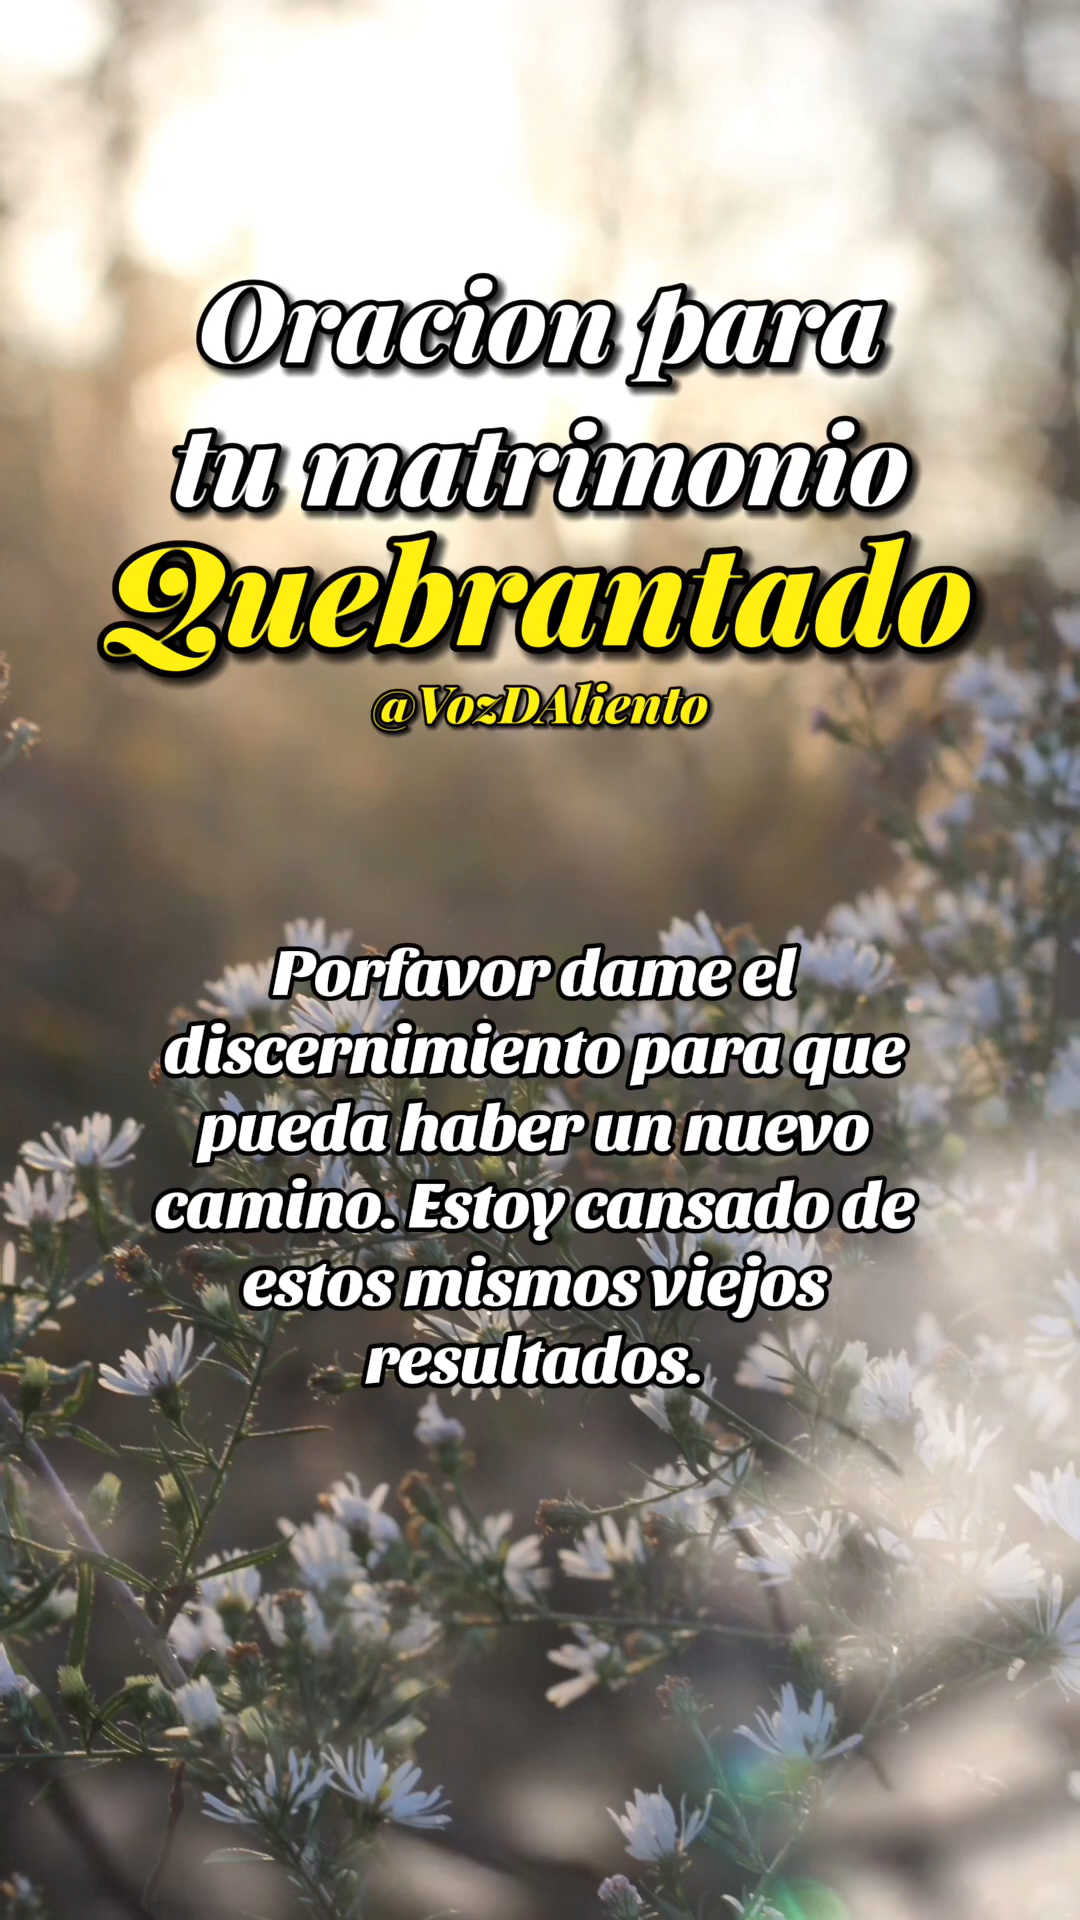 Oracion para
tu matrimonio
Quebrantado
@VozDAliento
Porfavor dame el
discernimiento para que
pueda haber un nuevo
camino. Estoy cansado de
estos mismos viejos
resultados.